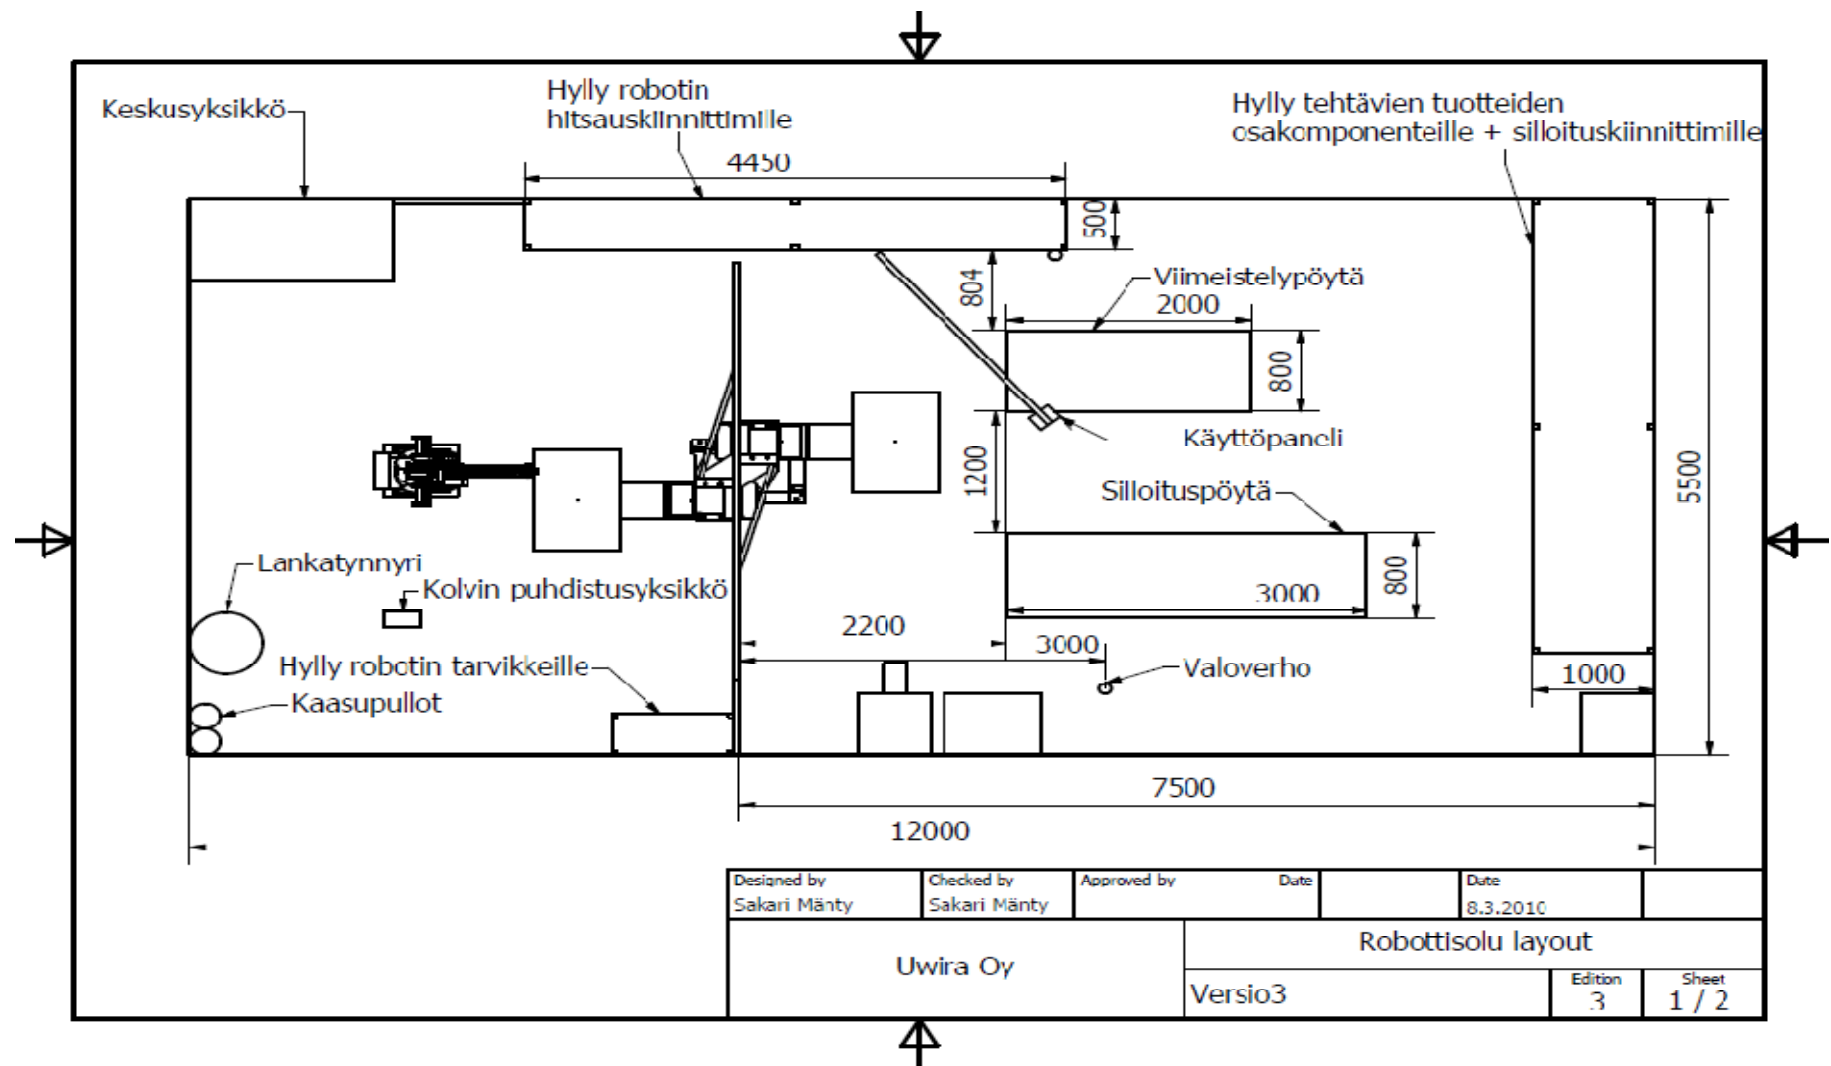 Keskusyksikkö
Hylly robotin
hitsauskiinnittimille
Hylly tehtävien tuotteiden
osakomponenteille + silloituskiinnittimille
4450
500
804
Viimeistelypöytä
2000
800
Käyttöpaneli
1200
Silloituspöytä
5500
Lankatynnyri
Kolvin puhdistusyksikkö
800
3000
2200
3000
Hylly robotin tarvikkeille
Valoverho
1000
Kaasupullot
7500
12000
Designed by
Sakari Mänty
Checked by
Sakari Mänty
Approved by
Date
Date
8.3.2010
Uwira Oy
Robottisolu layout
Versio3
Edition
3
Sheet
1 / 2